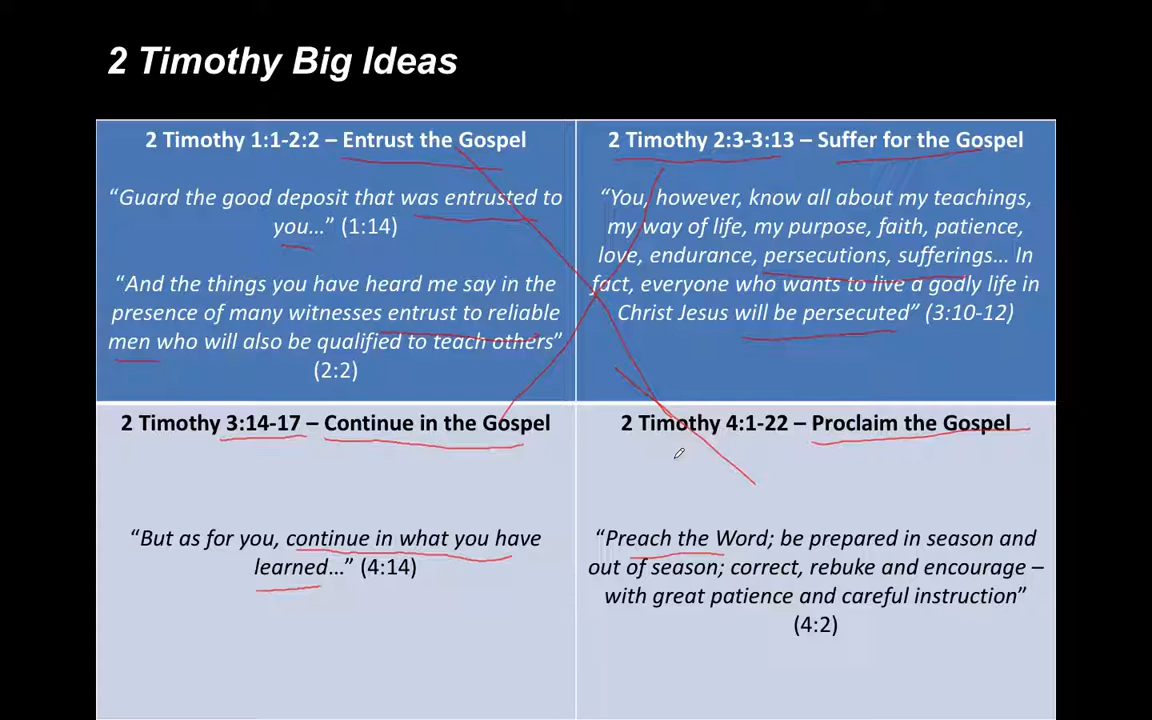 2 Timothy Big Ideas
2 Timothy 1:1-2:2 – Entrust the Gospel
“Guard the good deposit that was entrusted to
you…” (1:14)
“And the things you have heard me say in the
presence of many witnesses entrust to reliable
men who will also be qualified to teach others”
(2:2)
2 Timothy 2:3-3:13 – Suffer for the Gospel
“You, however, know all about my teachings,
my way of life, my purpose, faith, patience,
love, endurance, persecutions, sufferings… In
fact, everyone who wants to live a godly life in
Christ Jesus will be persecuted” (3:10-12)
2 Timothy 3:14-17 – Continue in the Gospel
“But as for you, continue in what you have
learned…” (4:14)
2 Timothy 4:1-22 – Proclaim the Gospel
“Preach the Word; be prepared in season and
out of season; correct, rebuke and encourage –
with great patience and careful instruction”
(4:2)